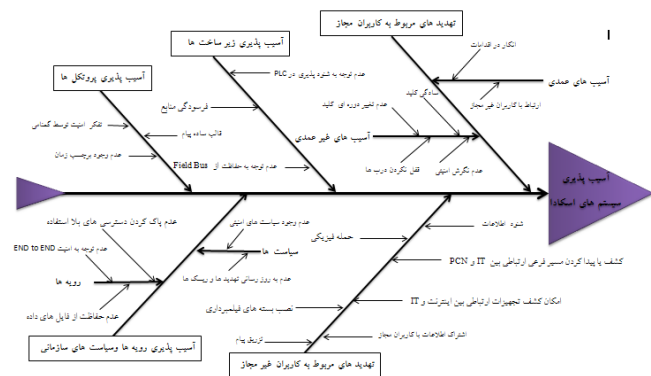 تهدید های مربوط به کاربران مجاز
آسیب پذیری زیر ساخت ها
آسیب پذیری پروتکل ها
انکار در اقدامات
آسیب های عمدی
ارتباط با کاربران غیر مجاز
سادگی کلید
عدم تغییر دوره ای کلید
آسیب های غیر عمدی
قفل نکردن درب ها
عدم نگرش امنیتی
عدم توجه به شنود پذیری در PLC
فرسودگی منابع
عدم توجه به حفاظت از Field Bus
تفکر امنیت توسط گمنامی
قالب ساده پیام
عدم وجود برچسب زمان
آسیب پذیری
سیستم های اسکادا
شنود اطلاعات
حمله فیزیکی
کشف یا پیدا کردن مسیر فرعی ارتباطی بین IT و PCN
امکان کشف تجهیزات ارتباطی بین اینترنت و IT
نصب بسته های فیلمبرداری
اشتراک اطلاعات با کاربران مجاز
تزریق پیام
تهدید های مربوط به کاربران غیر مجاز
عدم وجود سیاست های امنیتی
سیاست ها
عدم به روز رسانی تهدید ها و ریسک ها
عدم پاک کردن دسترسی های بلا استفاده
عدم توجه به امنیت END to END
رویه ها
عدم حفاظت از فایل های داده
آسیب پذیری رویه ها وسیاست های سازمانی